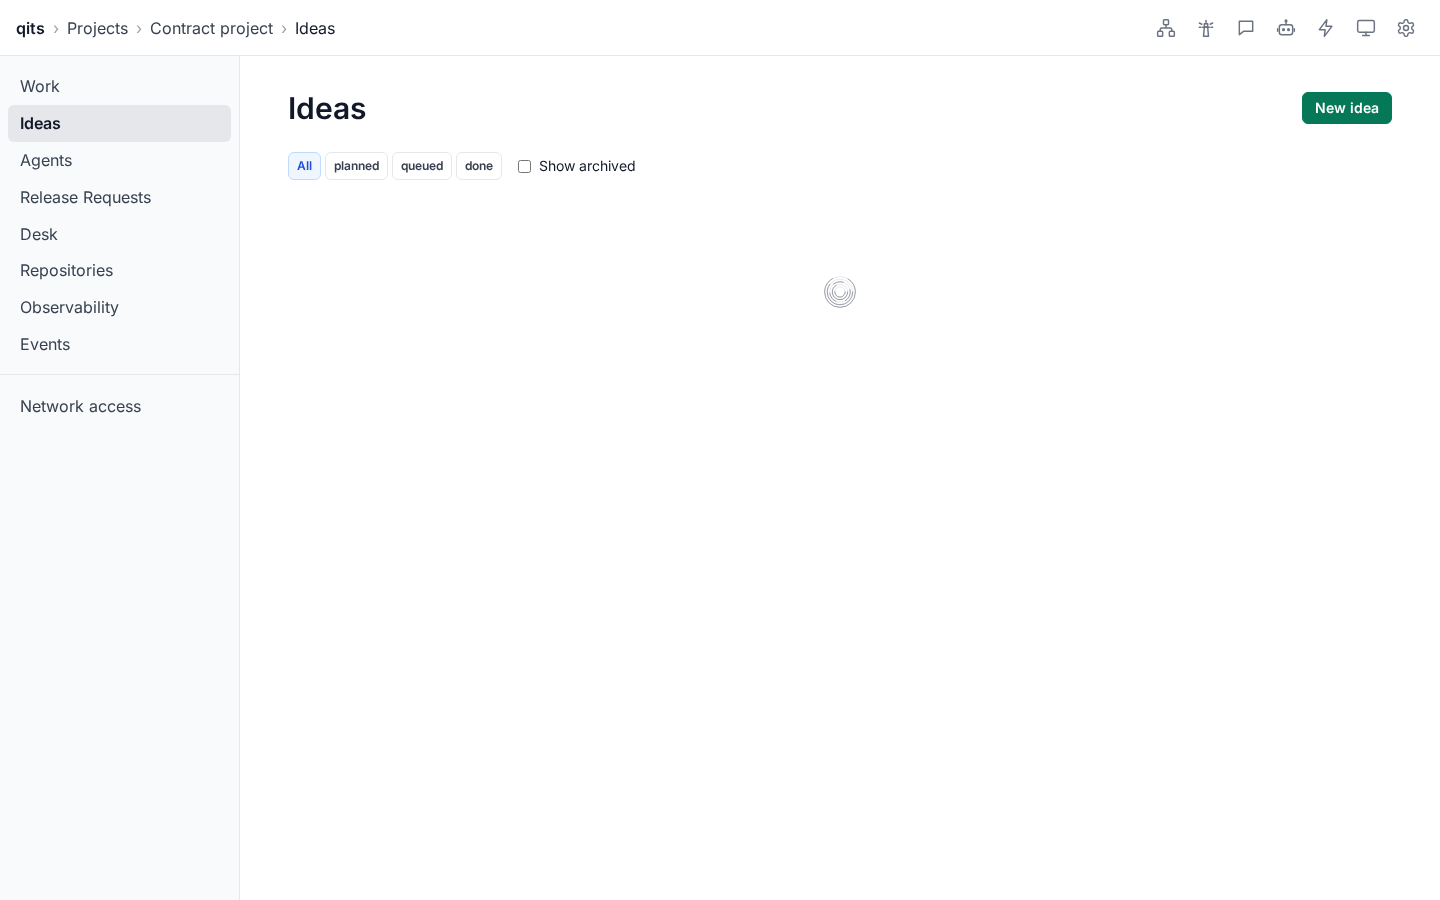 qits › Projects › Contract project › Ideas
Work
Ideas
Agents
Release Requests
Desk
Repositories
Observability
Events
Network access
Ideas
New idea
All planned queued done Show archived